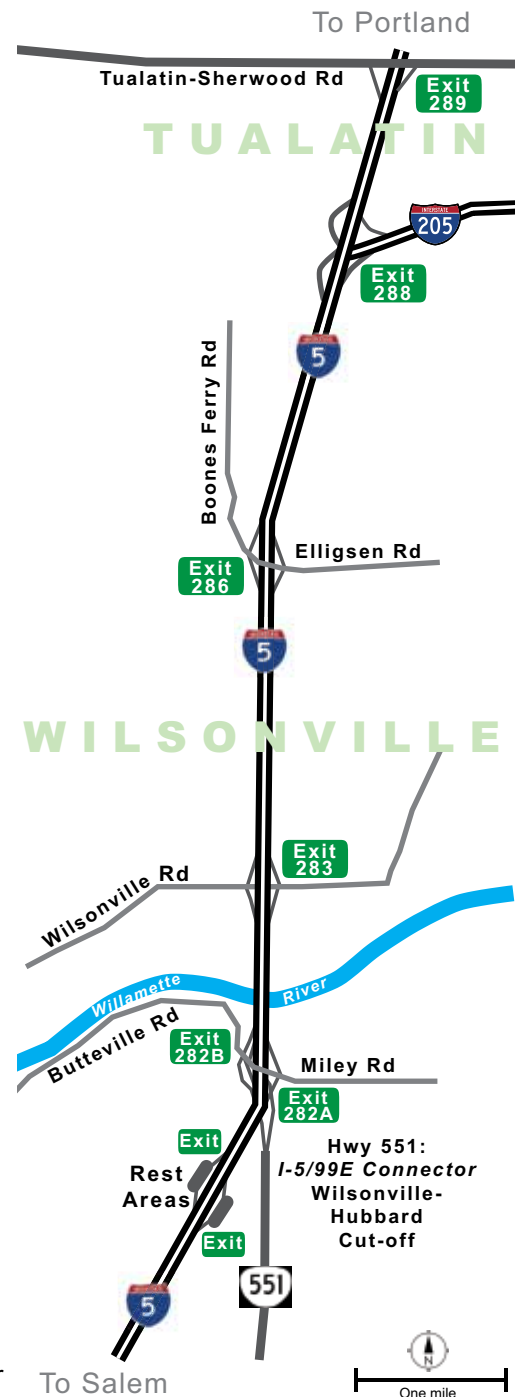 To Portland
Tualatin-Sherwood Rd
Exit
289
TUALATIN
INTERSTATE
205
Exit
288
5
Boones Ferry Rd
Elligsen Rd
Exit
286
5
WILSONVILLE
Exit
283
Wilsonville Rd
Willamette
River
Butteville Rd
Exit
282B
Miley Rd
Exit
282A
Exit
Rest
Areas
Hwy 551:
I-5/99E Connector
Wilsonville-
Hubbard
Cut-off
Exit
551
5
To Salem
N
One mile